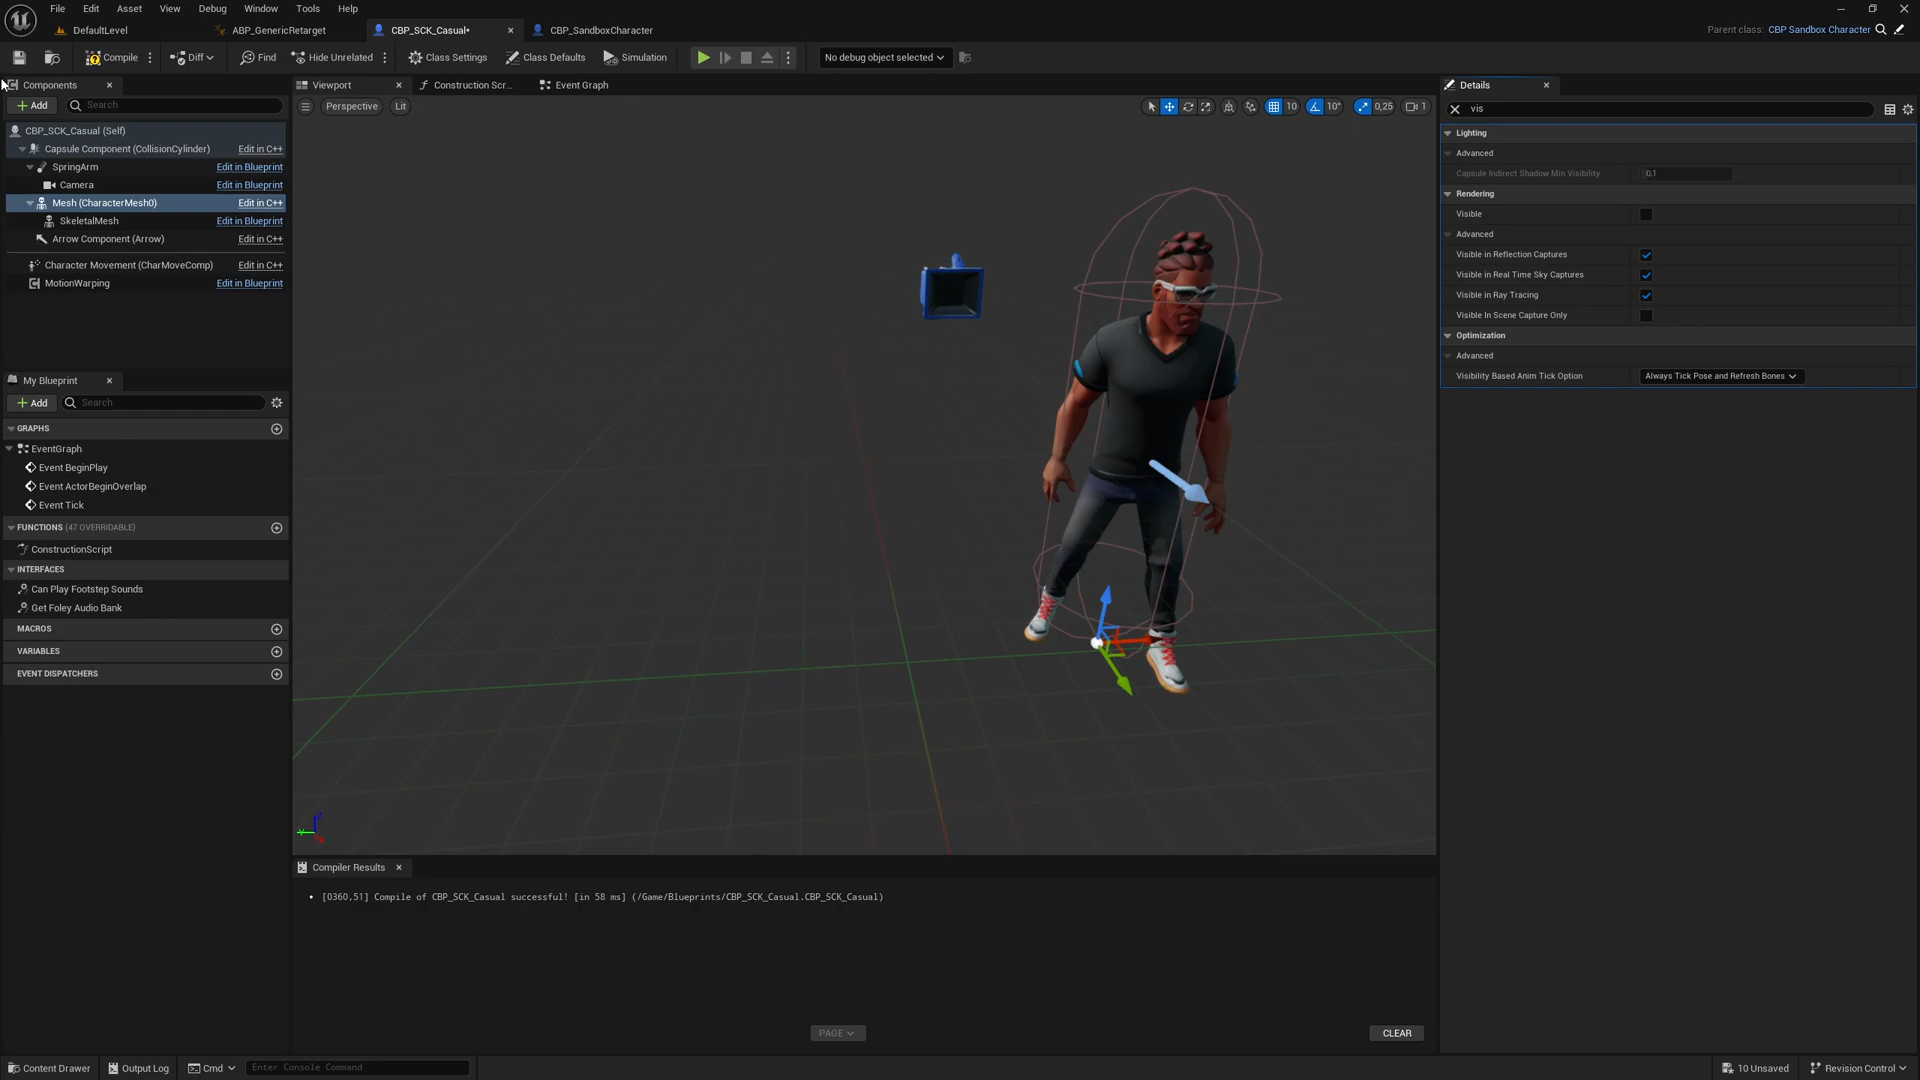 File Edit Asset View Debug Window Tools Help
DefaultLevel ABP_GenericRetarget CBP_SCK_Casual* CBP_SandboxCharacter Parent class: CBP Sandbox Character
Compile Diff Find Hide Unrelated Class Settings Class Defaults Simulation No debug object selected
Components
Add Search
CBP_SCK_Casual (Self)
Capsule Component (CollisionCylinder) Edit in C++
SpringArm Edit in Blueprint
Camera Edit in Blueprint
Mesh (CharacterMesh0) Edit in C++
SkeletalMesh Edit in Blueprint
Arrow Component (Arrow) Edit in C++
Character Movement (CharMoveComp) Edit in C++
MotionWarping Edit in Blueprint
My Blueprint
Add Search
GRAPHS
EventGraph
Event BeginPlay
Event ActorBeginOverlap
Event Tick
FUNCTIONS (47 OVERRIDABLE)
ConstructionScript
INTERFACES
Can Play Footstep Sounds
Get Foley Audio Bank
MACROS
VARIABLES
EVENT DISPATCHERS
Viewport Construction Scr... Event Graph
Perspective Lit 10 10° 0,25 1
Z
Y
X
Compiler Results
• [0360,51] Compile of CBP_SCK_Casual successful! [in 58 ms] (/Game/Blueprints/CBP_SCK_Casual.CBP_SCK_Casual)
PAGE CLEAR
Details
vis
Lighting
Advanced
Capsule Indirect Shadow Min Visibility 0,1
Rendering
Visible
Advanced
Visible in Reflection Captures
Visible in Real Time Sky Captures
Visible in Ray Tracing
Visible In Scene Capture Only
Optimization
Advanced
Visibility Based Anim Tick Option Always Tick Pose and Refresh Bones
Content Drawer Output Log Cmd Enter Console Command 10 Unsaved Revision Control